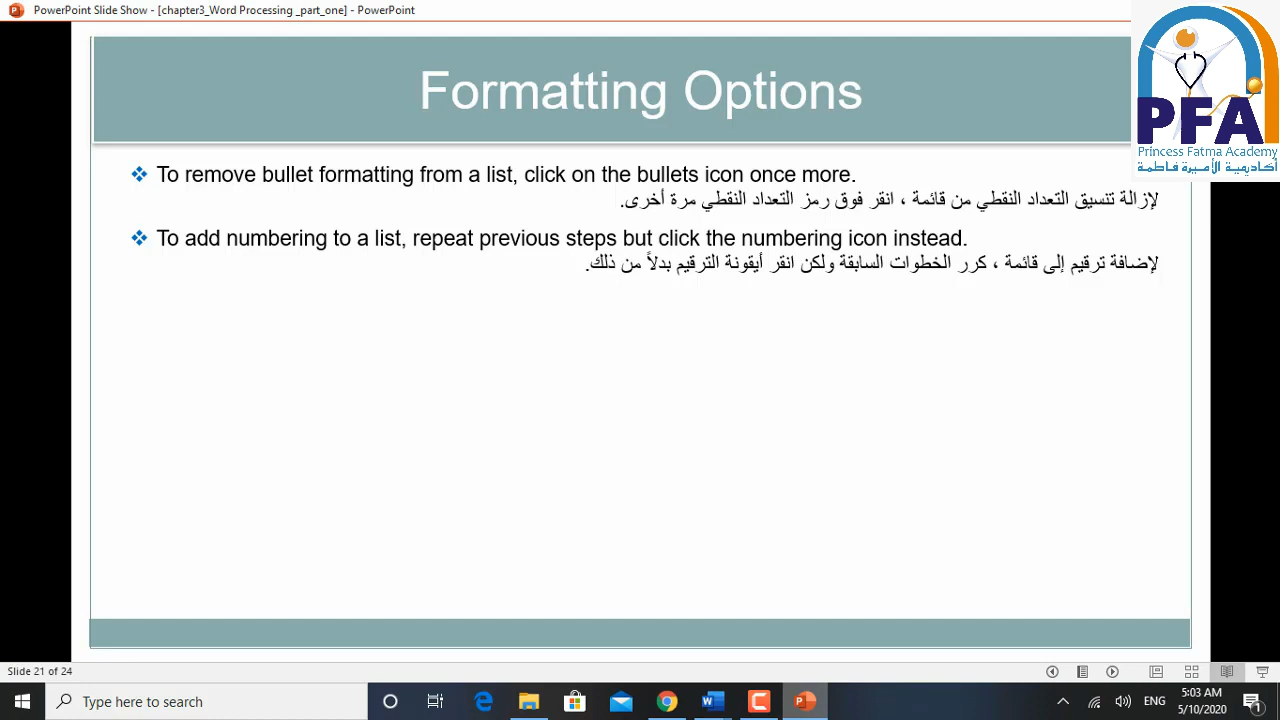 PowerPoint Slide Show - [chapter3_Word Processing _part_one] - PowerPoint
PFA
Princess Fatma Academy
أكاديمية الأميرة فاطمة
Formatting Options
❖ To remove bullet formatting from a list, click on the bullets icon once more.
لإزالة تنسيق التعداد النقطي من قائمة ، انقر فوق رمز التعداد النقطي مرة أخرى.
❖ To add numbering to a list, repeat previous steps but click the numbering icon instead.
لإضافة ترقيم إلى قائمة ، كرر الخطوات السابقة ولكن انقر أيقونة الترقيم بدلاً من ذلك.
Slide 21 of 24
Type here to search
ENG
5:03 AM
5/10/2020
1